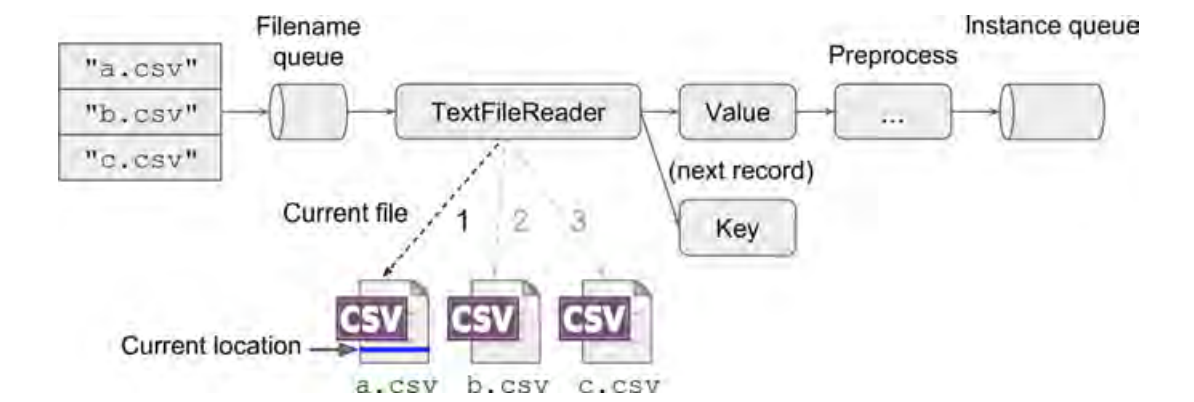 Filename
queue
Instance queue
"a.csv"
"b.csv"
"c.csv"
TextFileReader
Value
Preprocess
...
(next record)
Key
Current file
1
2
3
CSV
CSV
CSV
Current location
a.csv
b.csv
c.csv